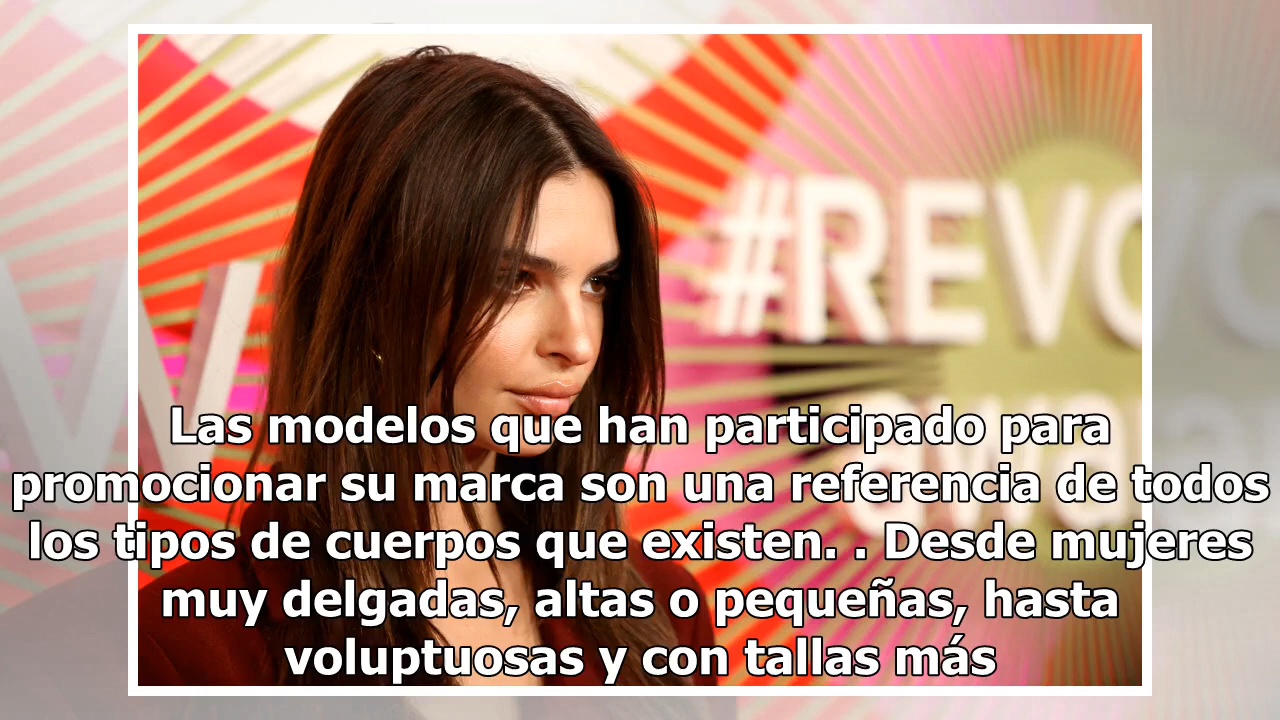 #REVO
Las modelos que han participado para
promocionar su marca son una referencia de todos
los tipos de cuerpos que existen. . Desde mujeres
muy delgadas, altas o pequeñas, hasta
voluptuosas y con tallas más